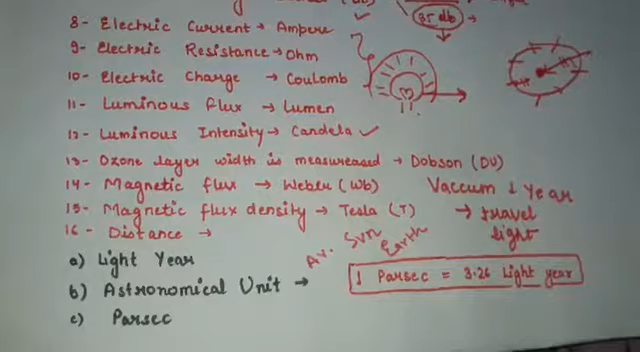 35 db →
8- Electric Current → Ampere
9- Electric Resistance → Ohm
10- Electric Charge → Coulomb
11- Luminous flux → Lumen
12- Luminous Intensity → Candela ✓
13- Ozone layer width is measureased → Dobson (DU)
14- Magnetic flux → Weber (Wb)
15- Magnetic flux density → Tesla (T)
16- Distance →
Vaccum ↓ year
→ travel
light
a) Light Year
b) Astronomical Unit →
Av. Sun
Earth
c) Parsec
1 Parsec = 3.26 Light year